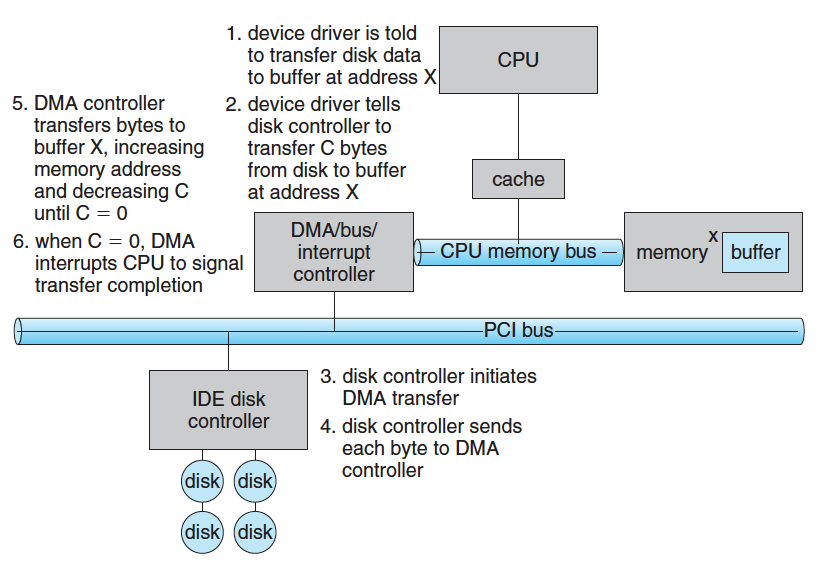 1. device driver is told
to transfer disk data
to buffer at address X
2. device driver tells
disk controller to
transfer C bytes
from disk to buffer
at address X
5. DMA controller
transfers bytes to
buffer X, increasing
memory address
and decreasing C
until C = 0
6. when C = 0, DMA
interrupts CPU to signal
transfer completion
CPU
cache
DMA/bus/
interrupt
controller
CPU memory bus
memory
X
buffer
PCI bus
IDE disk
controller
3. disk controller initiates
DMA transfer
4. disk controller sends
each byte to DMA
controller
disk
disk
disk
disk